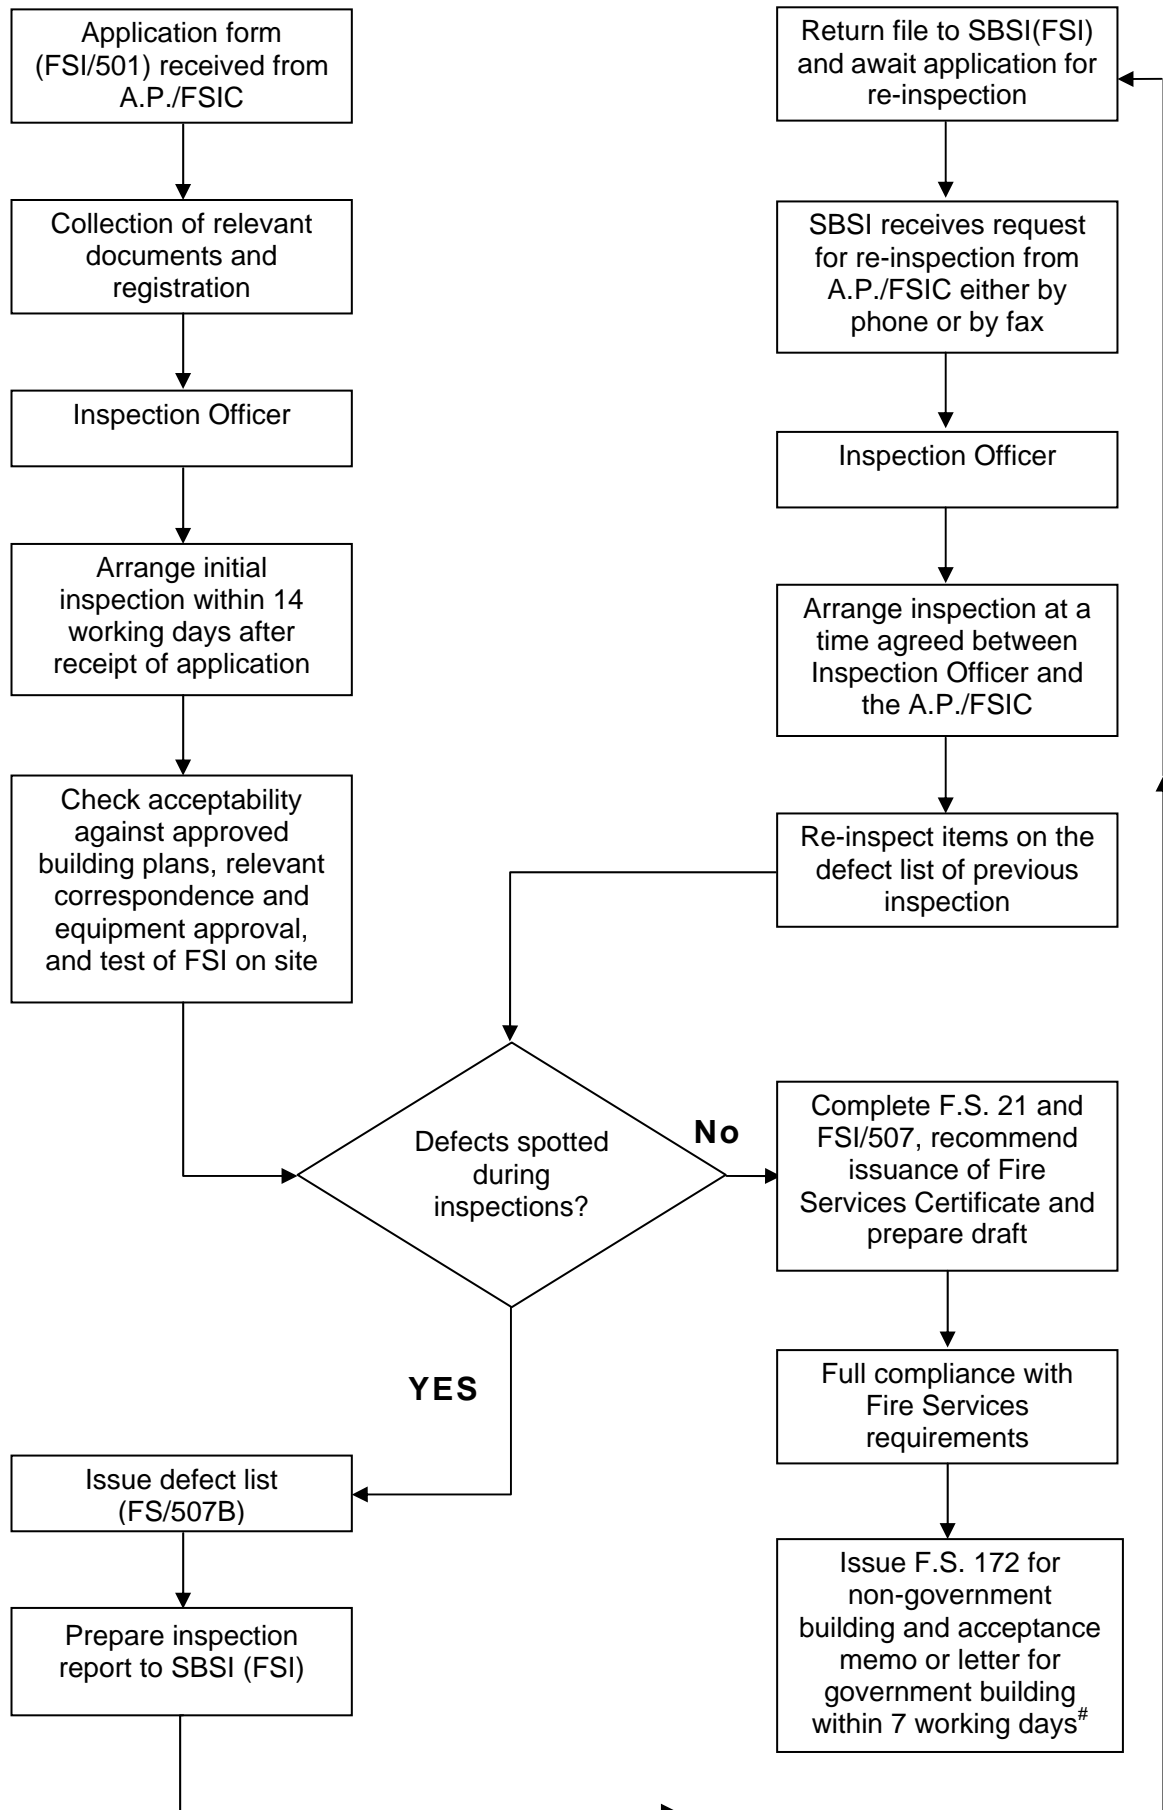 Application form
(FSI/501) received from
A.P./FSIC
Collection of relevant
documents and
registration
Inspection Officer
Arrange initial
inspection within 14
working days after
receipt of application
Check acceptability
against approved
building plans, relevant
correspondence and
equipment approval,
and test of FSI on site
Return file to SBSI(FSI)
and await application for
re-inspection
SBSI receives request
for re-inspection from
A.P./FSIC either by
phone or by fax
Inspection Officer
Arrange inspection at a
time agreed between
Inspection Officer and
the A.P./FSIC
Re-inspect items on the
defect list of previous
inspection
Defects spotted
during
inspections?
No
Complete F.S. 21 and
FSI/507, recommend
issuance of Fire
Services Certificate and
prepare draft
Full compliance with
Fire Services
requirements
Issue F.S. 172 for
non-government
building and acceptance
memo or letter for
government building
within 7 working days#
YES
Issue defect list
(FS/507B)
Prepare inspection
report to SBSI (FSI)